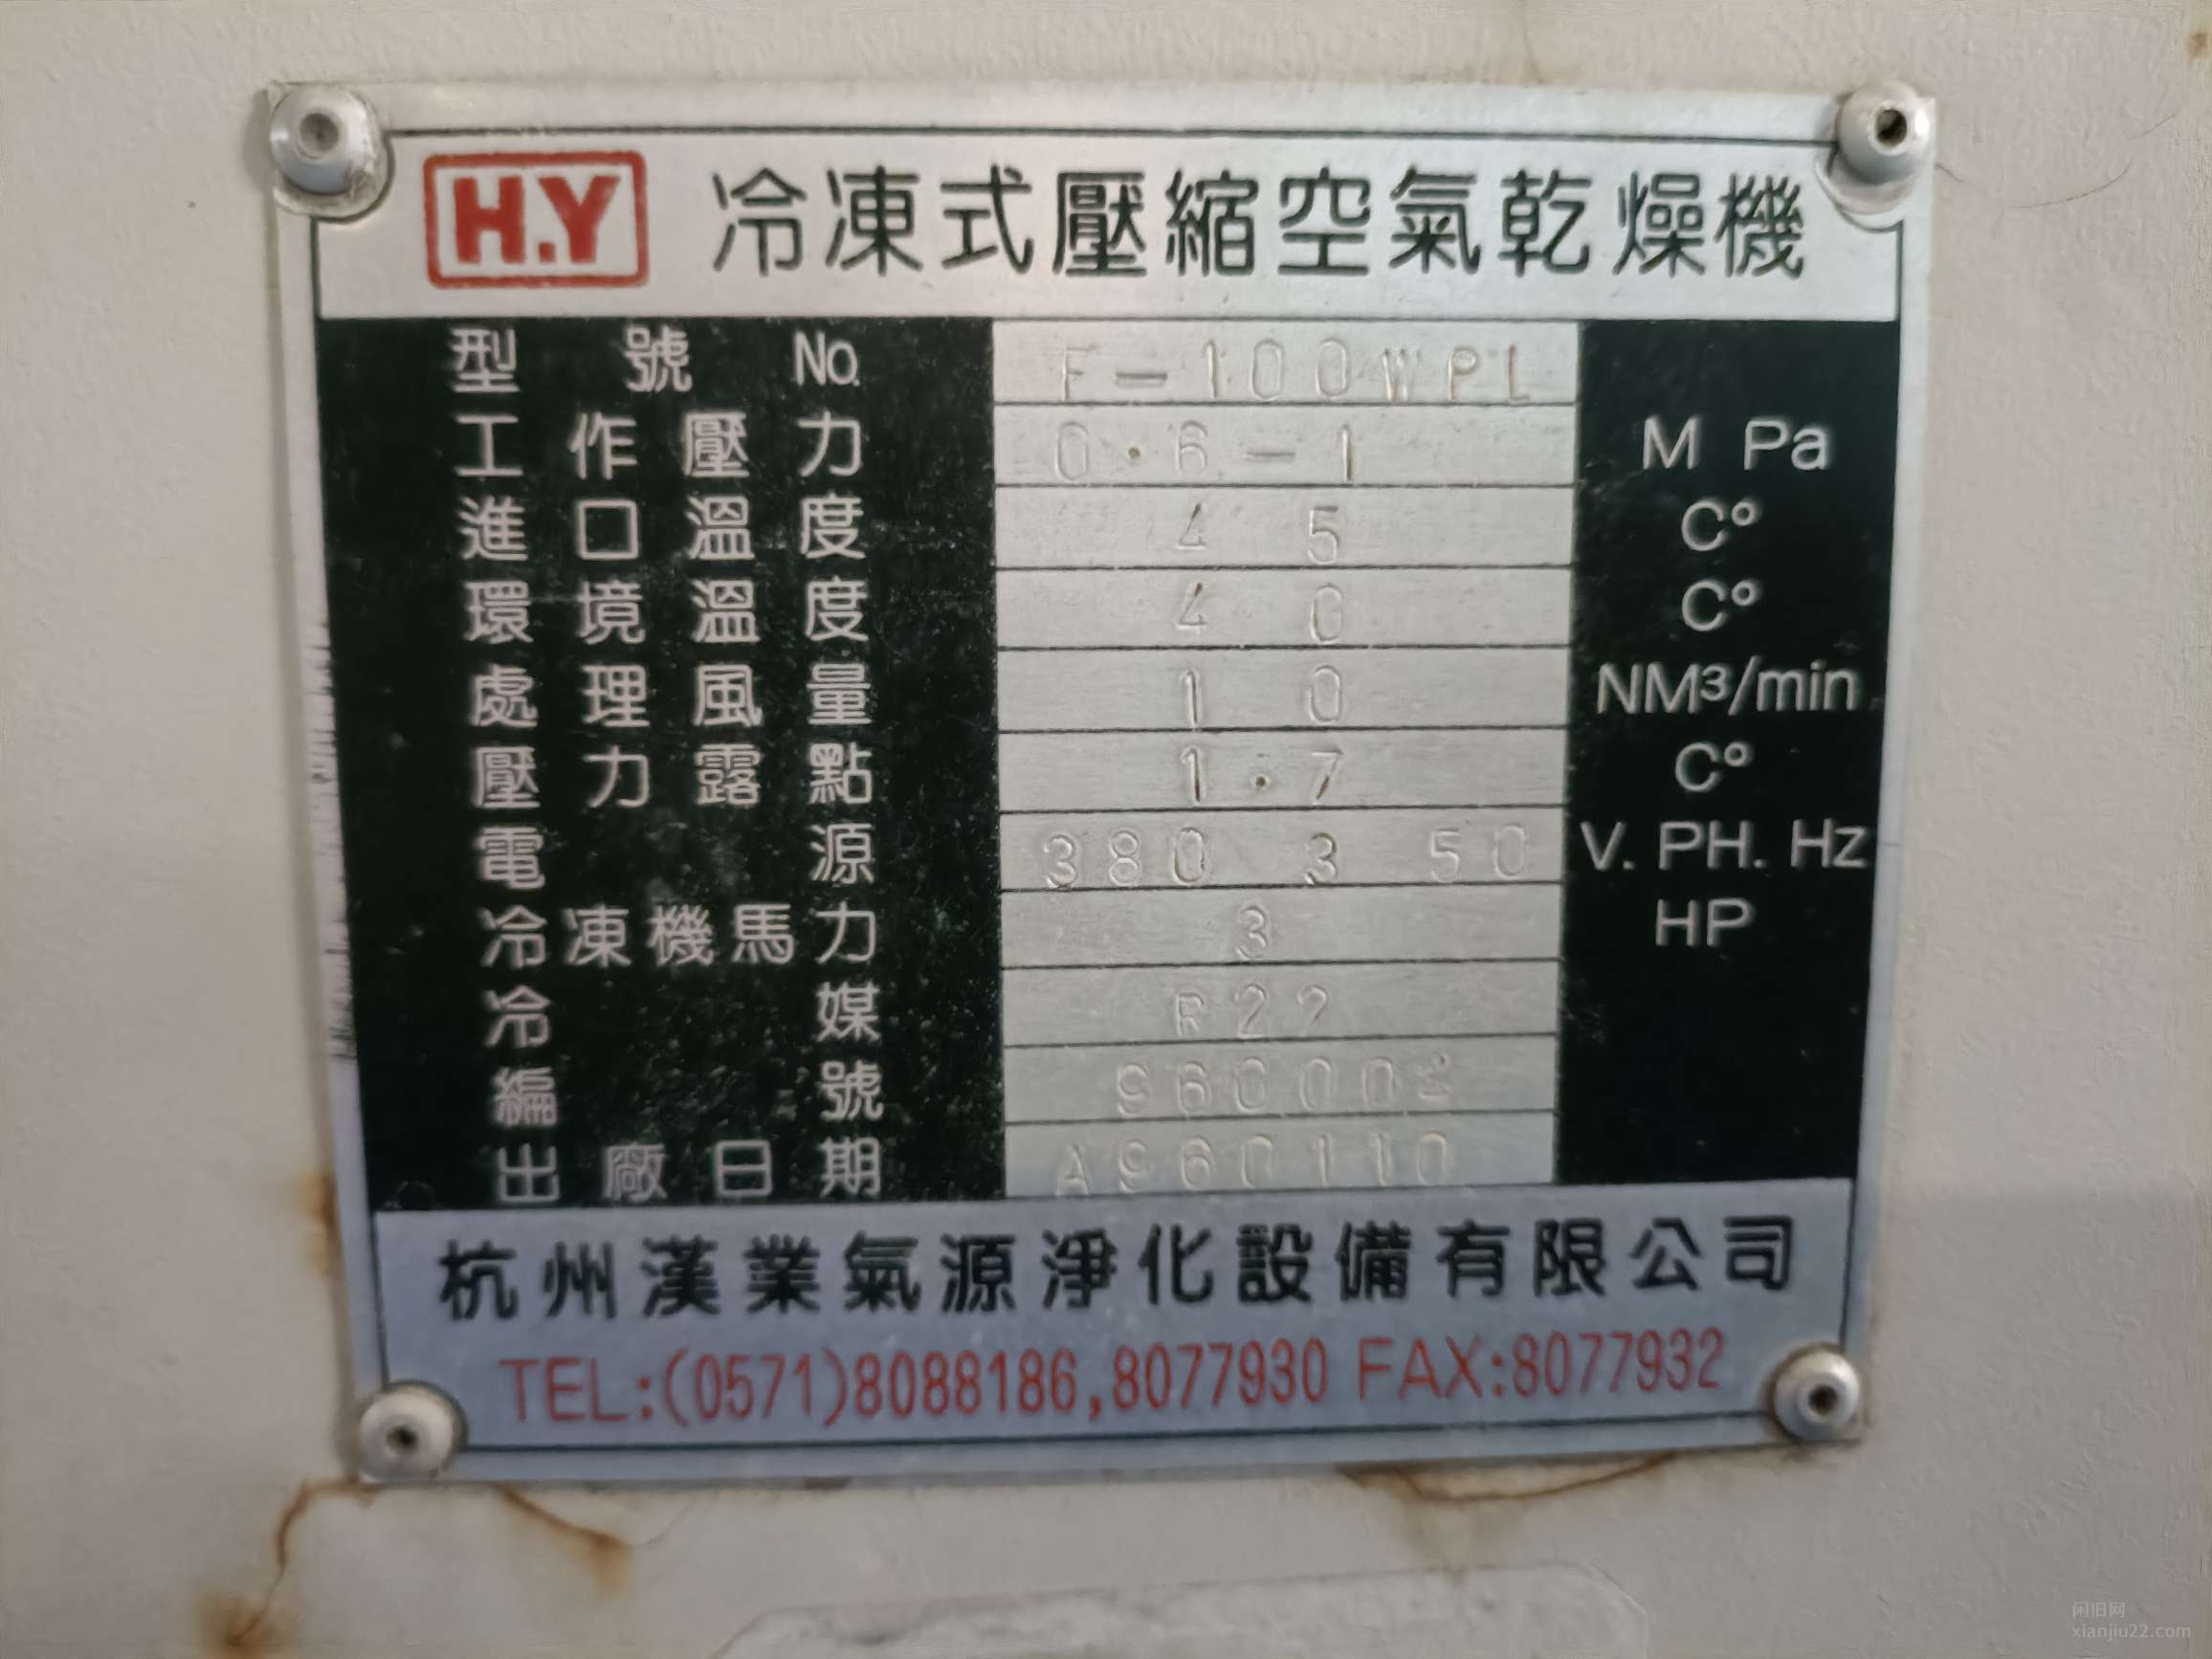 H.Y 冷凍式壓縮空氣乾燥機
型號 No. F-100WPL
工作壓力 0.6-1 M Pa
進口溫度 45 C°
環境溫度 40 C°
處理風量 10 NM³/min
壓力露點 1.7 C°
電源 380 3 50 V. PH. Hz
冷凍機馬力 3 HP
冷媒 R22
編號
出廠日期 A960110
杭州漢業氣源淨化設備有限公司
TEL:(0571)8088186,8077930 FAX:8077932
闲旧网
xianjiu22.com